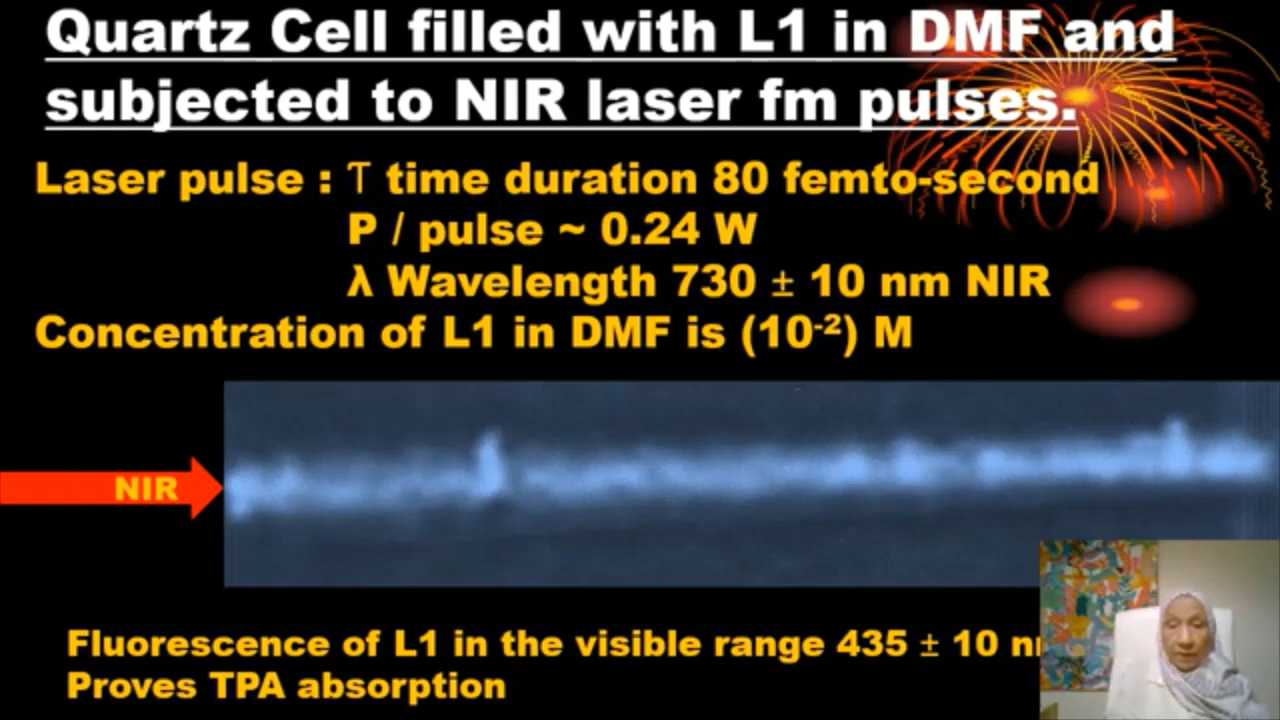 Quartz Cell filled with L1 in DMF and
subjected to NIR laser fm pulses.
Laser pulse : Ƭ time duration 80 femto-second
P / pulse ~ 0.24 W
λ Wavelength 730 ± 10 nm NIR
Concentration of L1 in DMF is (10⁻²) M
NIR
Fluorescence of L1 in the visible range 435 ± 10
Proves TPA absorption